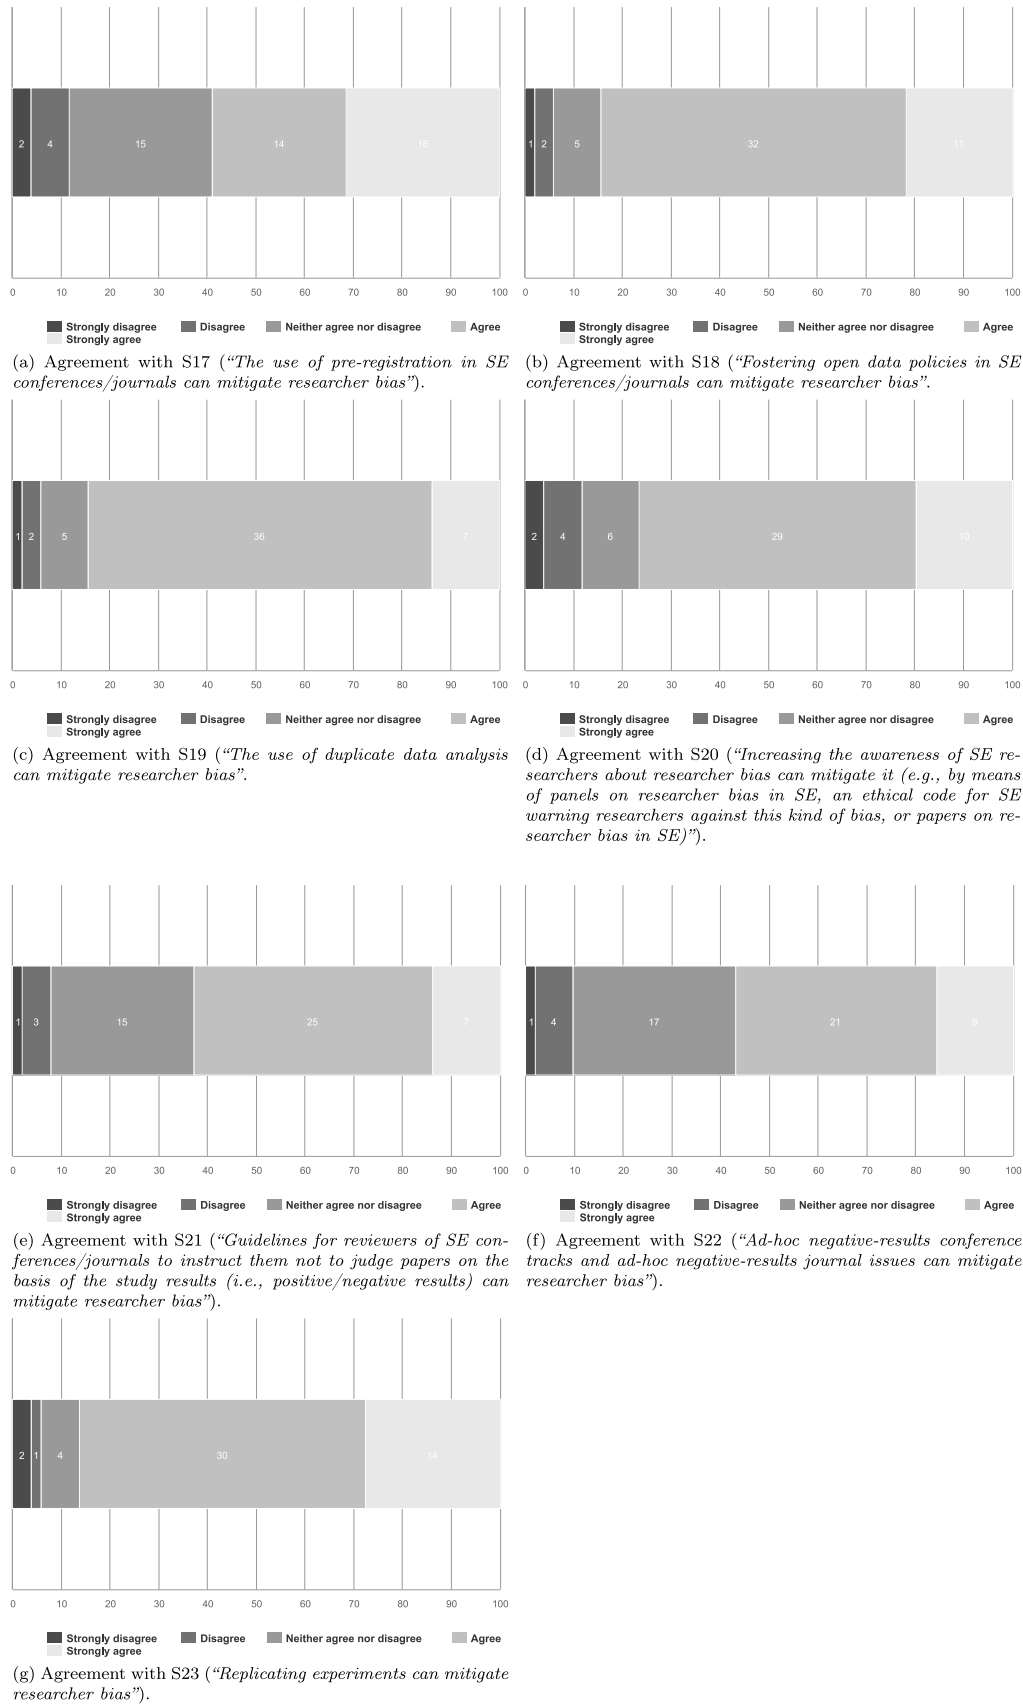 2 4 15 14 16
0 10 20 30 40 50 60 70 80 90 100
Strongly disagree Disagree Neither agree nor disagree Agree
Strongly agree
(a) Agreement with S17 (“The use of pre-registration in SE
conferences/journals can mitigate researcher bias”).
1 2 5 32 11
0 10 20 30 40 50 60 70 80 90 100
Strongly disagree Disagree Neither agree nor disagree Agree
Strongly agree
(b) Agreement with S18 (“Fostering open data policies in SE
conferences/journals can mitigate researcher bias”.
1 2 5 36 7
0 10 20 30 40 50 60 70 80 90 100
Strongly disagree Disagree Neither agree nor disagree Agree
Strongly agree
(c) Agreement with S19 (“The use of duplicate data analysis
can mitigate researcher bias”.
2 4 6 29 10
0 10 20 30 40 50 60 70 80 90 100
Strongly disagree Disagree Neither agree nor disagree Agree
Strongly agree
(d) Agreement with S20 (“Increasing the awareness of SE re-
searchers about researcher bias can mitigate it (e.g., by means
of panels on researcher bias in SE, an ethical code for SE
warning researchers against this kind of bias, or papers on re-
searcher bias in SE)”).
1 3 15 25 7
0 10 20 30 40 50 60 70 80 90 100
Strongly disagree Disagree Neither agree nor disagree Agree
Strongly agree
(e) Agreement with S21 (“Guidelines for reviewers of SE con-
ferences/journals to instruct them not to judge papers on the
basis of the study results (i.e., positive/negative results) can
mitigate researcher bias”).
1 4 17 21 8
0 10 20 30 40 50 60 70 80 90 100
Strongly disagree Disagree Neither agree nor disagree Agree
Strongly agree
(f) Agreement with S22 (“Ad-hoc negative-results conference
tracks and ad-hoc negative-results journal issues can mitigate
researcher bias”).
2 1 4 30 14
0 10 20 30 40 50 60 70 80 90 100
Strongly disagree Disagree Neither agree nor disagree Agree
Strongly agree
(g) Agreement with S23 (“Replicating experiments can mitigate
researcher bias”).